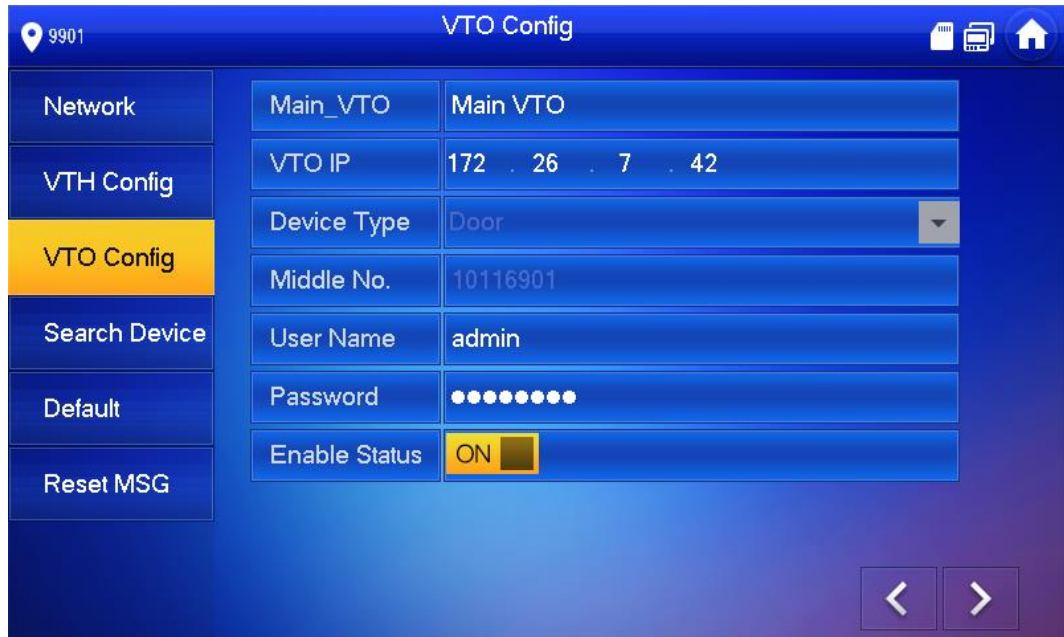 9901
VTO Config
Network
VTH Config
VTO Config
Search Device
Default
Reset MSG
Main_VTO Main VTO
VTO IP 172 . 26 . 7 . 42
Device Type Door
Middle No. 10116901
User Name admin
Password ●●●●●●●●
Enable Status ON